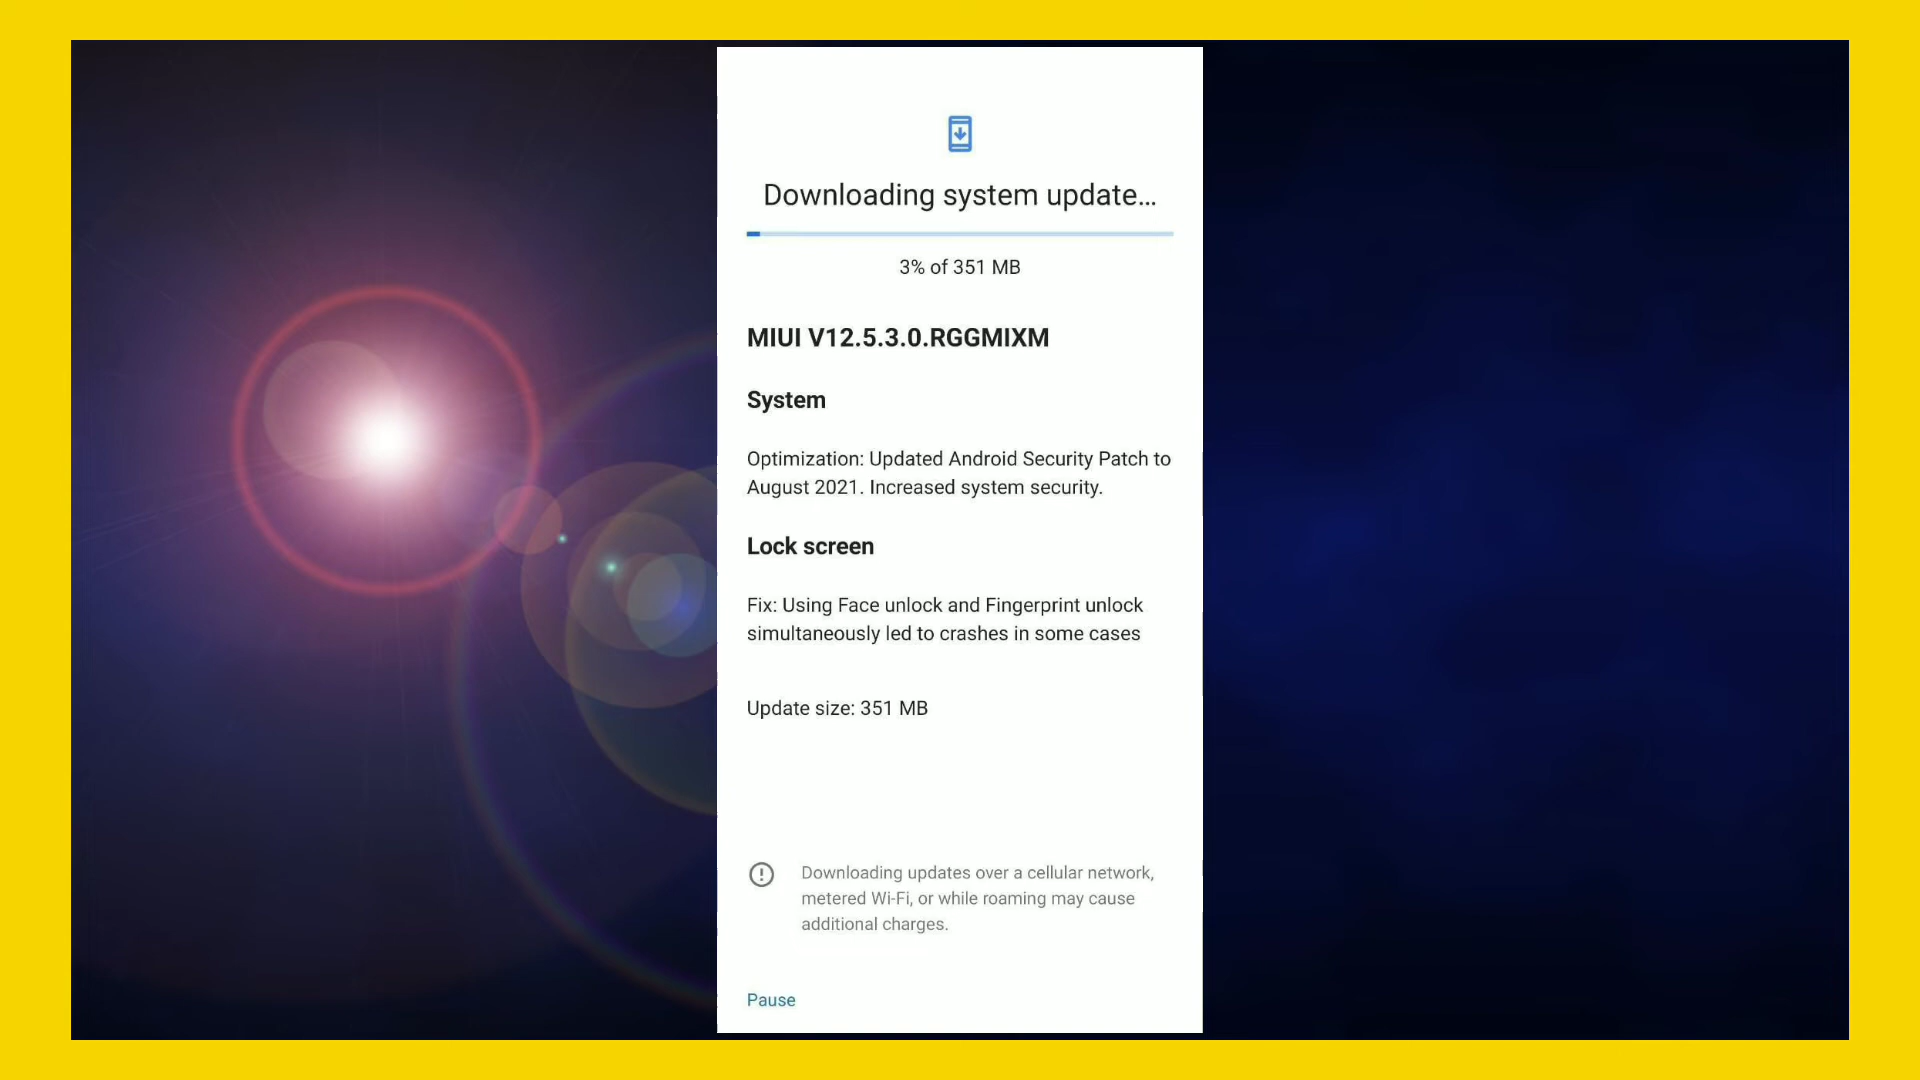 Downloading system update...
3% of 351 MB
MIUI V12.5.3.0.RGGMIXM
System
Optimization: Updated Android Security Patch to
August 2021. Increased system security.
Lock screen
Fix: Using Face unlock and Fingerprint unlock
simultaneously led to crashes in some cases
Update size: 351 MB
Downloading updates over a cellular network,
metered Wi-Fi, or while roaming may cause
additional charges.
Pause